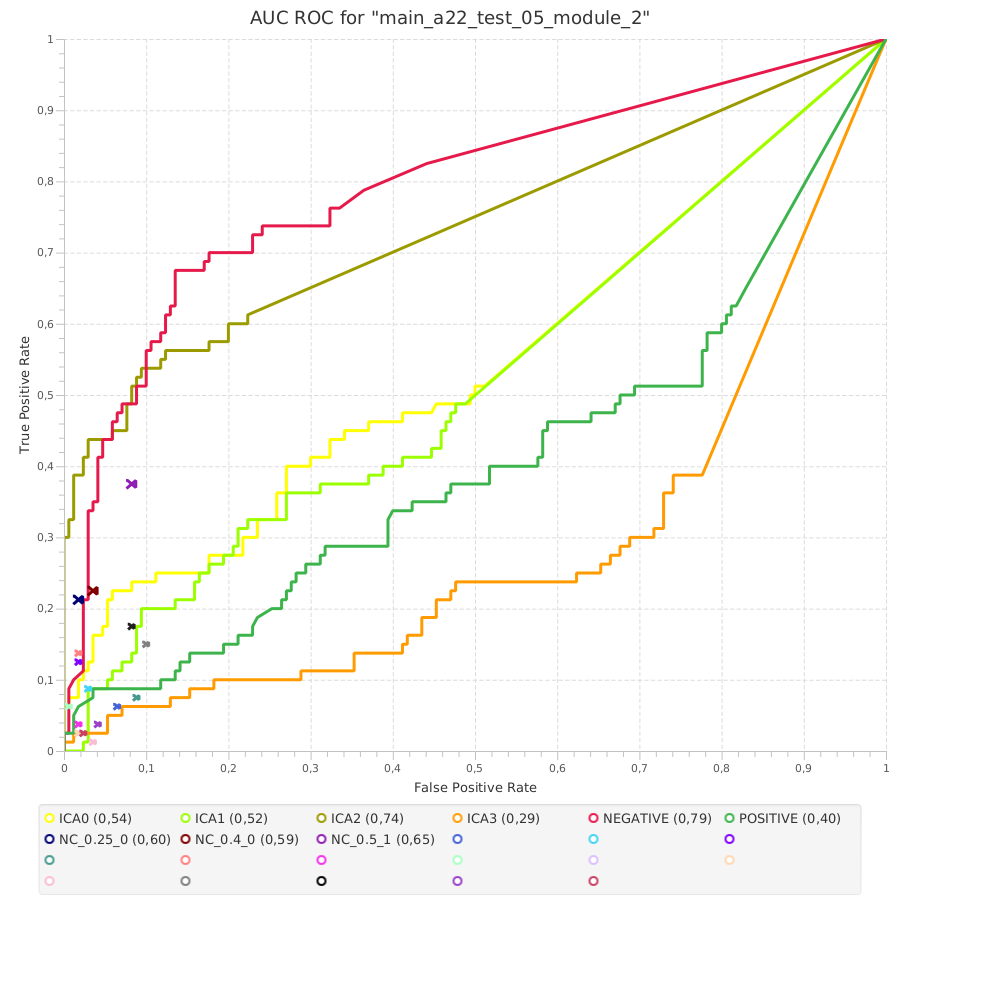 AUC ROC for "main_a22_test_05_module_2"
1
0,9
0,8
0,7
0,6
0,5
0,4
0,3
0,2
0,1
0
True Positive Rate
0 0,1 0,2 0,3 0,4 0,5 0,6 0,7 0,8 0,9 1
False Positive Rate
ICA0 (0,54) ICA1 (0,52) ICA2 (0,74) ICA3 (0,29) NEGATIVE (0,79) POSITIVE (0,40)
NC_0.25_0 (0,60) NC_0.4_0 (0,59) NC_0.5_1 (0,65)